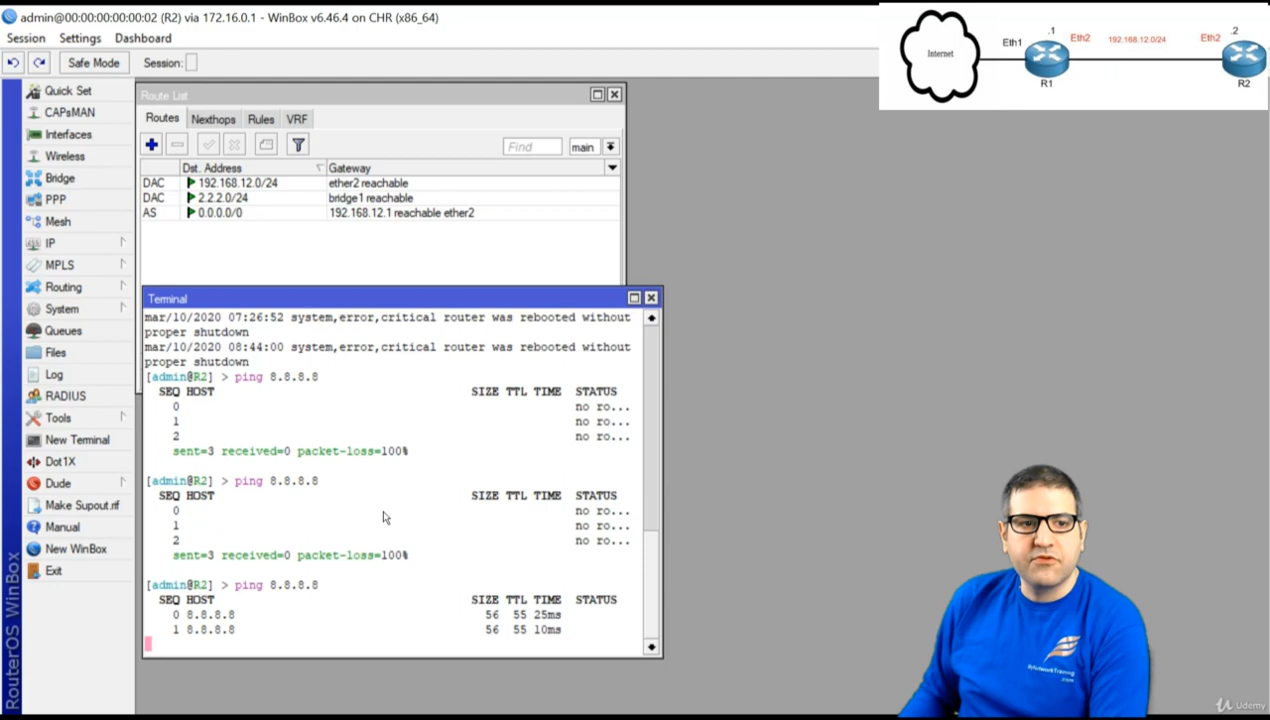 admin@00:00:00:00:00:02 (R2) via 172.16.0.1 - WinBox v6.46.4 on CHR (x86_64)
Session Settings Dashboard
Safe Mode Session:
Internet
Eth1
.1
Eth2
192.168.12.0/24
Eth2
.2
R1
R2
Quick Set
CAPsMAN
Interfaces
Wireless
Bridge
PPP
Mesh
IP
MPLS
Routing
System
Queues
Files
Log
RADIUS
Tools
New Terminal
Dot1X
Dude
Make Supout.rif
Manual
New WinBox
Exit
RouterOS WinBox
Route List
Routes Nexthops Rules VRF
Find main
Dst. Address Gateway
DAC 192.168.12.0/24 ether2 reachable
DAC 2.2.2.0/24 bridge1 reachable
AS 0.0.0.0/0 192.168.12.1 reachable ether2
Terminal
mar/10/2020 07:26:52 system,error,critical router was rebooted without
proper shutdown
mar/10/2020 08:44:00 system,error,critical router was rebooted without
proper shutdown
[admin@R2] > ping 8.8.8.8
SEQ HOST SIZE TTL TIME STATUS
0 no ro...
1 no ro...
2 no ro...
sent=3 received=0 packet-loss=100%
[admin@R2] > ping 8.8.8.8
SEQ HOST SIZE TTL TIME STATUS
0 no ro...
1 no ro...
2 no ro...
sent=3 received=0 packet-loss=100%
[admin@R2] > ping 8.8.8.8
SEQ HOST SIZE TTL TIME STATUS
0 8.8.8.8 56 55 25ms
1 8.8.8.8 56 55 10ms
Udemy